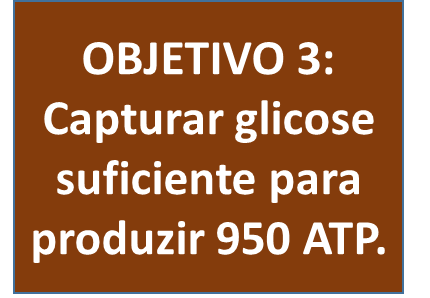 OBJETIVO 3:
Capturar glicose
suficiente para
produzir 950 ATP.